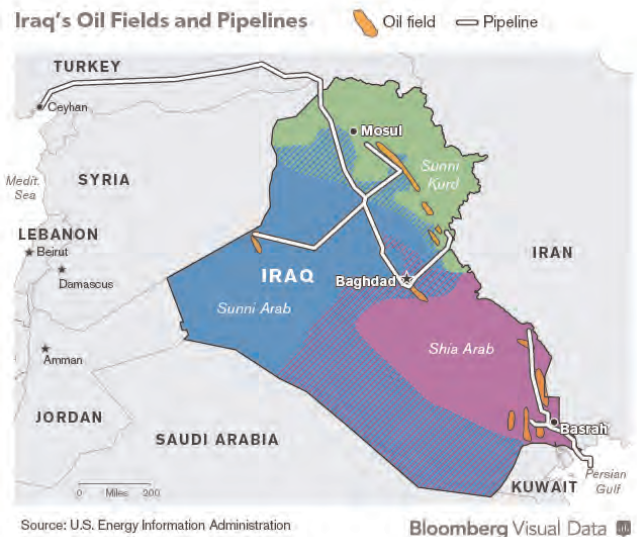 Iraq's Oil Fields and Pipelines
Oil field
Pipeline
TURKEY
Ceyhan
Mosul
Sunni
Kurd
Medit.
Sea
SYRIA
LEBANON
Beirut
Damascus
IRAN
IRAQ
Baghdad
Sunni Arab
Shia Arab
Amman
JORDAN
SAUDI ARABIA
Basrah
Persian
Gulf
KUWAIT
0 Miles 200
Source: U.S. Energy Information Administration
Bloomberg Visual Data